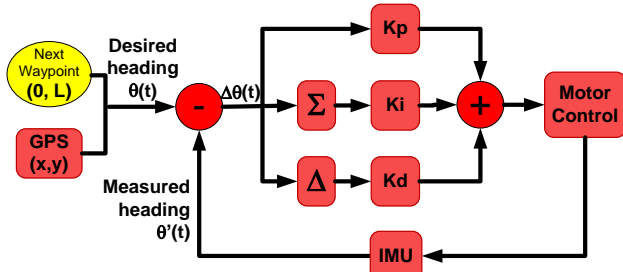 Next
Waypoint
(0, L)
Desired
heading
θ(t)
GPS
(x,y)
-
Δθ(t)
Kp
Σ
Ki
Δ
Kd
+
Motor
Control
Measured
heading
θ'(t)
IMU